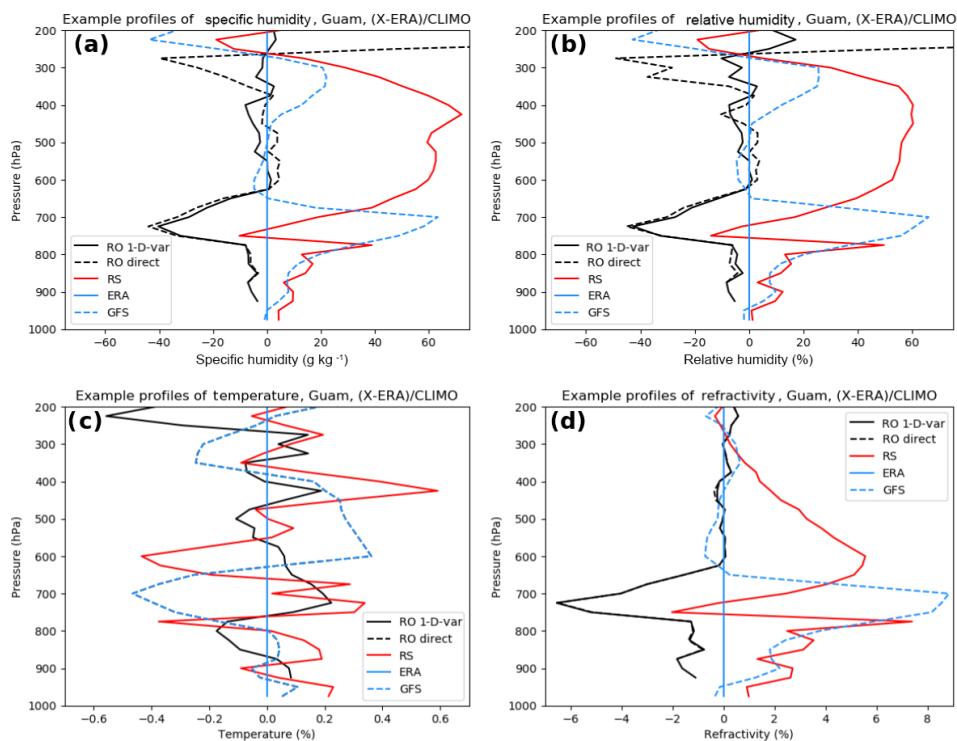 Example profiles of specific humidity, Guam, (X-ERA)/CLIMO
(a)
200
300
400
500
600
700
800
900
1000
Pressure (hPa)
RO 1-D-var
RO direct
RS
ERA
GFS
−60 −40 −20 0 20 40 60
Specific humidity (g kg ⁻¹)
Example profiles of relative humidity, Guam, (X-ERA)/CLIMO
(b)
200
300
400
500
600
700
800
900
1000
Pressure (hPa)
RO 1-D-var
RO direct
RS
ERA
GFS
−60 −40 −20 0 20 40 60
Relative humidity (%)
Example profiles of temperature, Guam, (X-ERA)/CLIMO
(c)
200
300
400
500
600
700
800
900
1000
Pressure (hPa)
RO 1-D-var
RO direct
RS
ERA
GFS
−0.6 −0.4 −0.2 0.0 0.2 0.4 0.6
Temperature (%)
Example profiles of refractivity, Guam, (X-ERA)/CLIMO
(d)
200
300
400
500
600
700
800
900
1000
Pressure (hPa)
RO 1-D-var
RO direct
RS
ERA
GFS
−6 −4 −2 0 2 4 6 8
Refractivity (%)